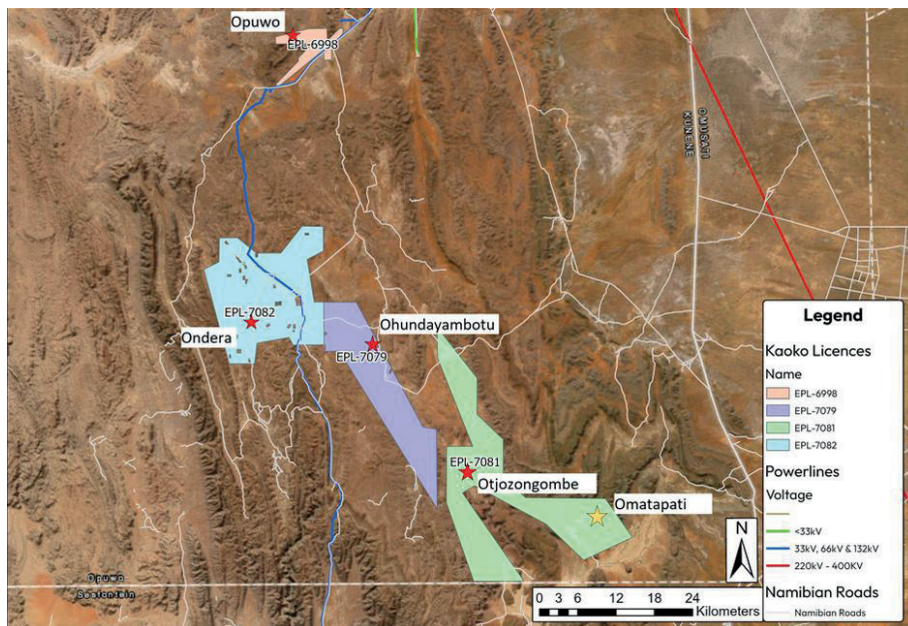 Opuwo
EPL-6998
OMUSATI
KUNENE
EPL-7082
Ondera
Ohundayambotu
EPL-7079
EPL-7081
Otjozongombe
Omatapati
Opuwo
Sesfontein
N
0 3 6 12 18 24
Kilometers
Legend
Kaoko Licences
Name
EPL-6998
EPL-7079
EPL-7081
EPL-7082
Powerlines
Voltage
<33kV
33kV, 66kV & 132kV
220kV - 400KV
Namibian Roads
Namibian Roads